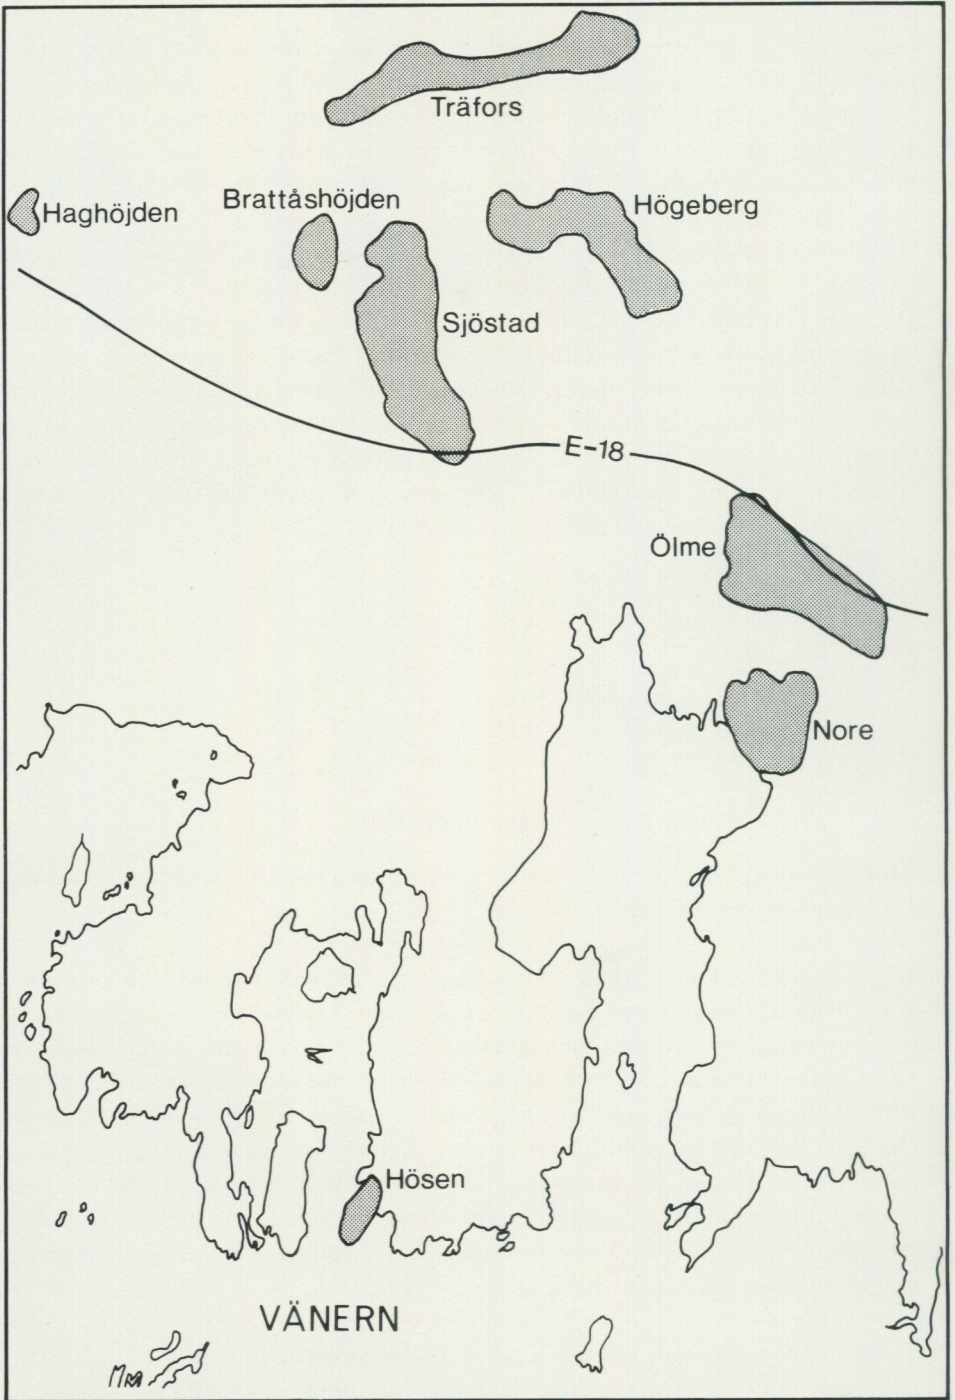 Träfors
Brattåshöjden
Högeberg
Haghöjden
Sjöstad
E-18
Ölme
Nore
Hösen
VÄNERN